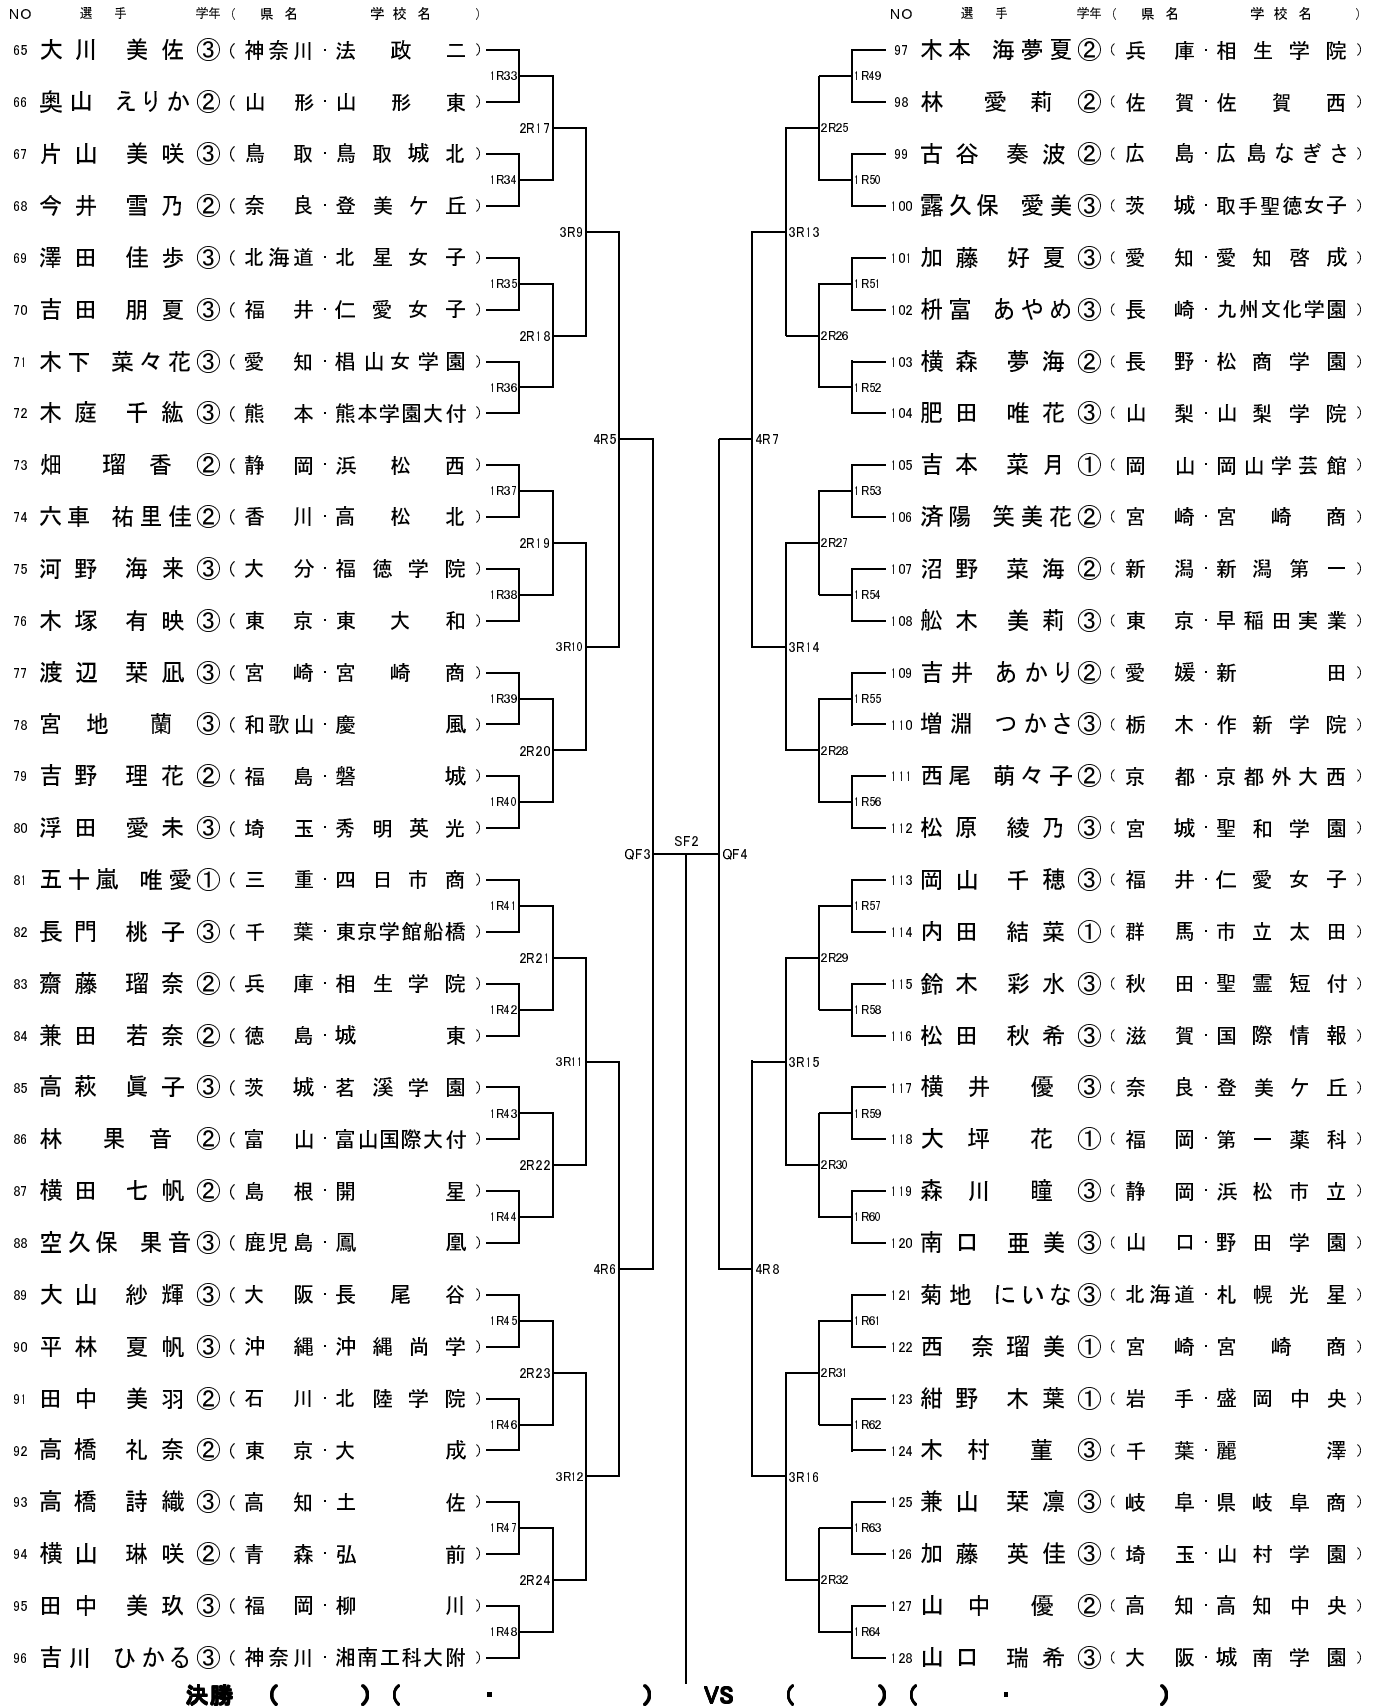 NO 選手 学年 ( 県名 学校名 )
65 大川 美佐 ③ ( 神奈川 ・ 法政二 )
1R33
66 奥山 えりか ② ( 山形 ・ 山形東 )
2R17
67 片山 美咲 ③ ( 鳥取 ・ 鳥取城北 )
1R34
68 今井 雪乃 ② ( 奈良 ・ 登美ケ丘 )
3R9
69 澤田 佳歩 ③ ( 北海道 ・ 北星女子 )
1R35
70 吉田 朋夏 ③ ( 福井 ・ 仁愛女子 )
2R18
71 木下 菜々花 ③ ( 愛知 ・ 椙山女学園 )
1R36
72 木庭 千紘 ③ ( 熊本 ・ 熊本学園大付 )
4R5
73 畑 瑠香 ② ( 静岡 ・ 浜松西 )
1R37
74 六車 祐里佳 ② ( 香川 ・ 高松北 )
2R19
75 河野 海来 ③ ( 大分 ・ 福徳学院 )
1R38
76 木塚 有映 ③ ( 東京 ・ 東大和 )
3R10
77 渡辺 栞凪 ③ ( 宮崎 ・ 宮崎商 )
1R39
78 宮地 蘭 ③ ( 和歌山 ・ 慶風 )
2R20
79 吉野 理花 ② ( 福島 ・ 磐城 )
1R40
80 浮田 愛未 ③ ( 埼玉 ・ 秀明英光 )
QF3
81 五十嵐 唯愛 ① ( 三重 ・ 四日市商 )
1R41
82 長門 桃子 ③ ( 千葉 ・ 東京学館船橋 )
2R21
83 齋藤 瑠奈 ② ( 兵庫 ・ 相生学院 )
1R42
84 兼田 若奈 ② ( 徳島 ・ 城東 )
3R11
85 高萩 眞子 ③ ( 茨城 ・ 茗溪学園 )
1R43
86 林 果音 ② ( 富山 ・ 富山国際大付 )
2R22
87 横田 七帆 ② ( 島根 ・ 開星 )
1R44
88 空久保 果音 ③ ( 鹿児島 ・ 鳳凰 )
4R6
89 大山 紗輝 ③ ( 大阪 ・ 長尾谷 )
1R45
90 平林 夏帆 ③ ( 沖縄 ・ 沖縄尚学 )
2R23
91 田中 美羽 ② ( 石川 ・ 北陸学院 )
1R46
92 高橋 礼奈 ② ( 東京 ・ 大成 )
3R12
93 高橋 詩織 ③ ( 高知 ・ 土佐 )
1R47
94 横山 琳咲 ② ( 青森 ・ 弘前 )
2R24
95 田中 美玖 ③ ( 福岡 ・ 柳川 )
1R48
96 吉川 ひかる ③ ( 神奈川 ・ 湘南工科大附 )
SF2
NO 選手 学年 ( 県名 学校名 )
97 木本 海夢夏 ② ( 兵庫 ・ 相生学院 )
1R49
98 林 愛莉 ② ( 佐賀 ・ 佐賀西 )
2R25
99 古谷 奏波 ② ( 広島 ・ 広島なぎさ )
1R50
100 露久保 愛美 ③ ( 茨城 ・ 取手聖徳女子 )
3R13
101 加藤 好夏 ③ ( 愛知 ・ 愛知啓成 )
1R51
102 枡富 あやめ ③ ( 長崎 ・ 九州文化学園 )
2R26
103 横森 夢海 ② ( 長野 ・ 松商学園 )
1R52
104 肥田 唯花 ③ ( 山梨 ・ 山梨学院 )
4R7
105 吉本 菜月 ① ( 岡山 ・ 岡山学芸館 )
1R53
106 済陽 笑美花 ② ( 宮崎 ・ 宮崎商 )
2R27
107 沼野 菜海 ② ( 新潟 ・ 新潟第一 )
1R54
108 舩木 美莉 ③ ( 東京 ・ 早稲田実業 )
3R14
109 吉井 あかり ② ( 愛媛 ・ 新田 )
1R55
110 増淵 つかさ ③ ( 栃木 ・ 作新学院 )
2R28
111 西尾 萌々子 ② ( 京都 ・ 京都外大西 )
1R56
112 松原 綾乃 ③ ( 宮城 ・ 聖和学園 )
QF4
113 岡山 千穂 ③ ( 福井 ・ 仁愛女子 )
1R57
114 内田 結菜 ① ( 群馬 ・ 市立太田 )
2R29
115 鈴木 彩水 ③ ( 秋田 ・ 聖霊短付 )
1R58
116 松田 秋希 ③ ( 滋賀 ・ 国際情報 )
3R15
117 横井 優 ③ ( 奈良 ・ 登美ケ丘 )
1R59
118 大坪 花 ① ( 福岡 ・ 第一薬科 )
2R30
119 森川 瞳 ③ ( 静岡 ・ 浜松市立 )
1R60
120 南口 亜美 ③ ( 山口 ・ 野田学園 )
4R8
121 菊地 にいな ③ ( 北海道 ・ 札幌光星 )
1R61
122 西 奈瑠美 ① ( 宮崎 ・ 宮崎商 )
2R31
123 紺野 木葉 ① ( 岩手 ・ 盛岡中央 )
1R62
124 木村 菫 ③ ( 千葉 ・ 麗澤 )
3R16
125 兼山 栞凛 ③ ( 岐阜 ・ 県岐阜商 )
1R63
126 加藤 英佳 ③ ( 埼玉 ・ 山村学園 )
2R32
127 山中 優 ② ( 高知 ・ 高知中央 )
1R64
128 山口 瑞希 ③ ( 大阪 ・ 城南学園 )
決勝 ( ) ( ・ ) VS ( ) ( ・ )